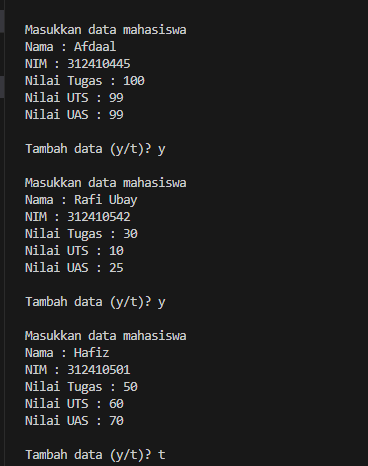 Masukkan data mahasiswa
Nama : Afdaal
NIM : 312410445
Nilai Tugas : 100
Nilai UTS : 99
Nilai UAS : 99
Tambah data (y/t)? y
Masukkan data mahasiswa
Nama : Rafi Ubay
NIM : 312410542
Nilai Tugas : 30
Nilai UTS : 10
Nilai UAS : 25
Tambah data (y/t)? y
Masukkan data mahasiswa
Nama : Hafiz
NIM : 312410501
Nilai Tugas : 50
Nilai UTS : 60
Nilai UAS : 70
Tambah data (y/t)? t